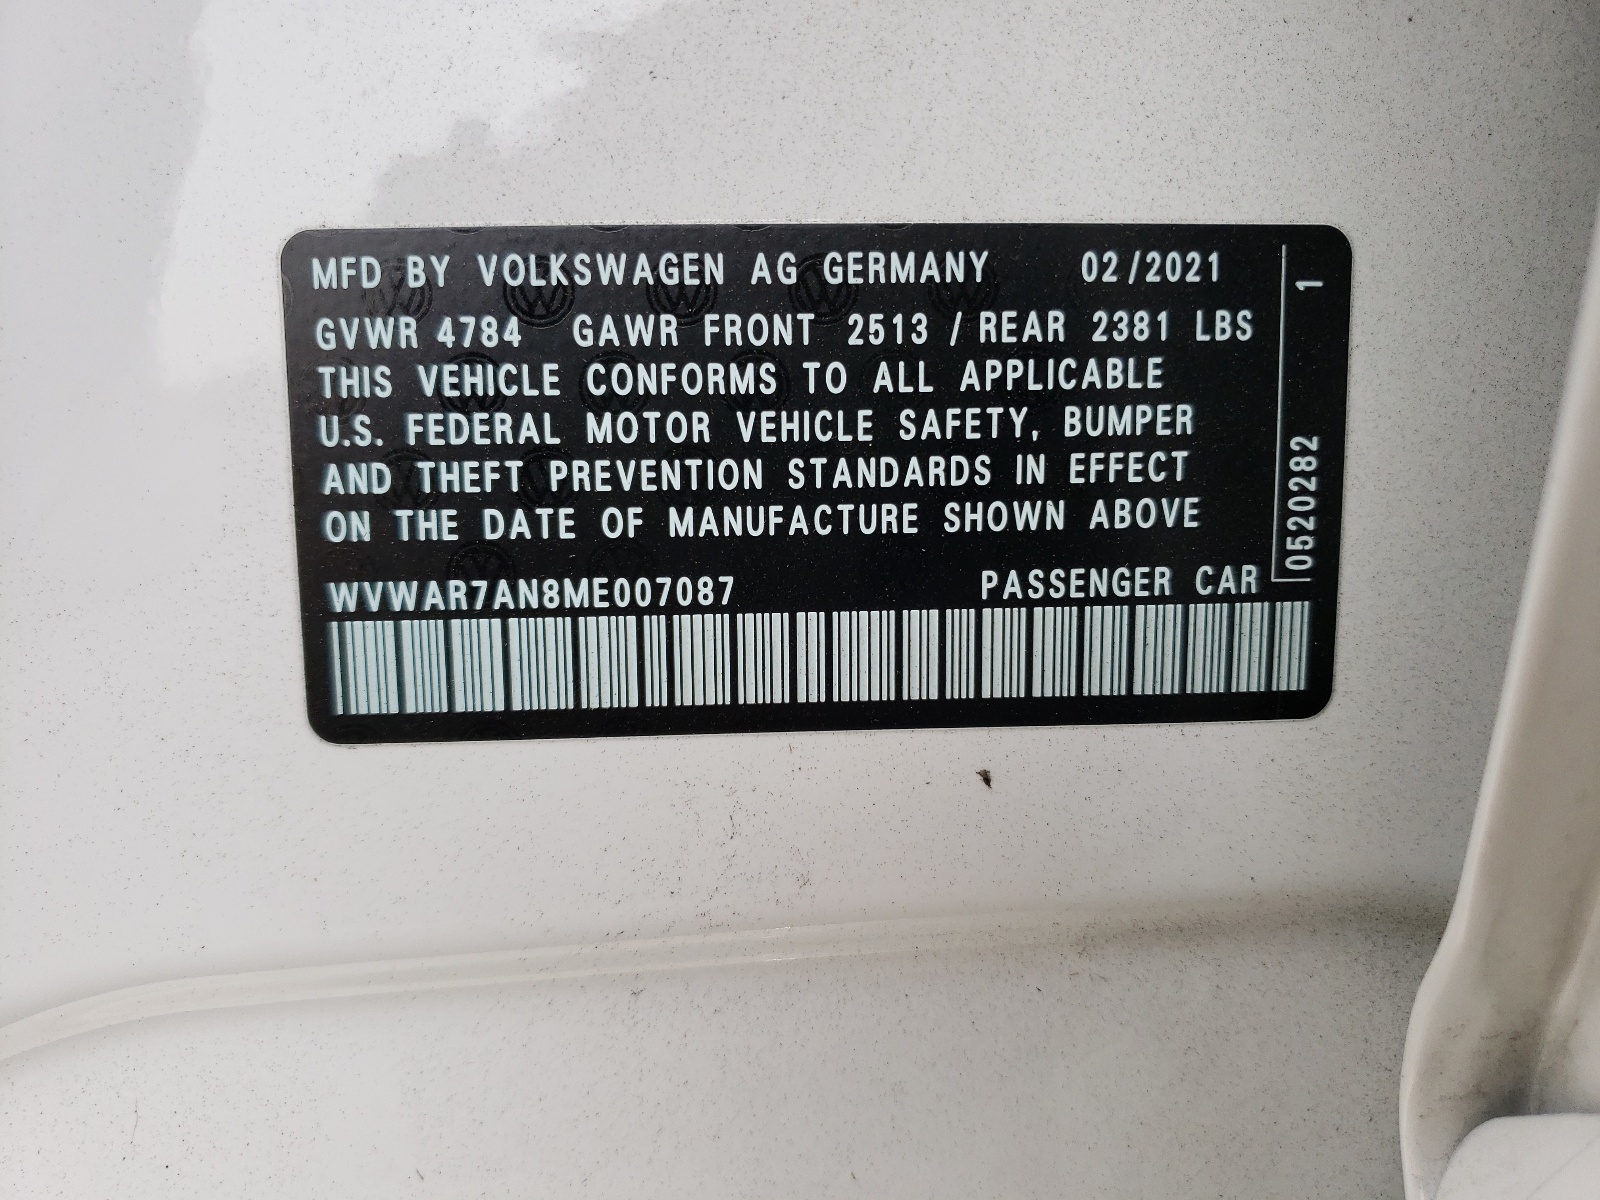 MFD BY VOLKSWAGEN AG GERMANY 02/2021
GVWR 4784 GAWR FRONT 2513 / REAR 2381 LBS
THIS VEHICLE CONFORMS TO ALL APPLICABLE
U.S. FEDERAL MOTOR VEHICLE SAFETY, BUMPER
AND THEFT PREVENTION STANDARDS IN EFFECT
ON THE DATE OF MANUFACTURE SHOWN ABOVE
WVWAR7AN8ME007087 PASSENGER CAR
0520282 1